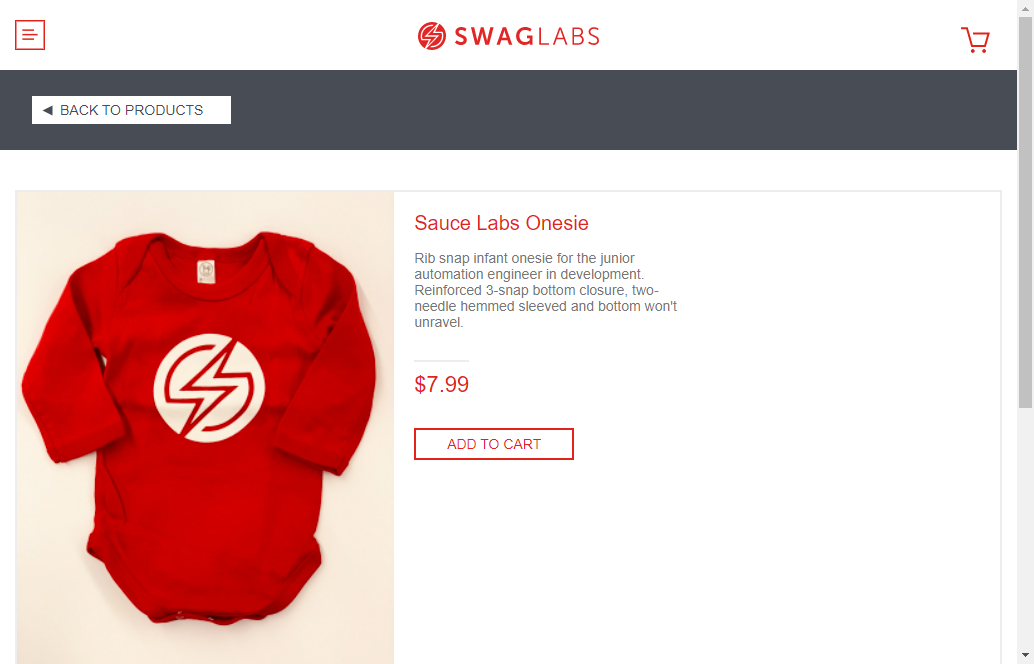 SWAGLABS
◄ BACK TO PRODUCTS
Sauce Labs Onesie
Rib snap infant onesie for the junior
automation engineer in development.
Reinforced 3-snap bottom closure, two-
needle hemmed sleeved and bottom won't
unravel.
$7.99
ADD TO CART